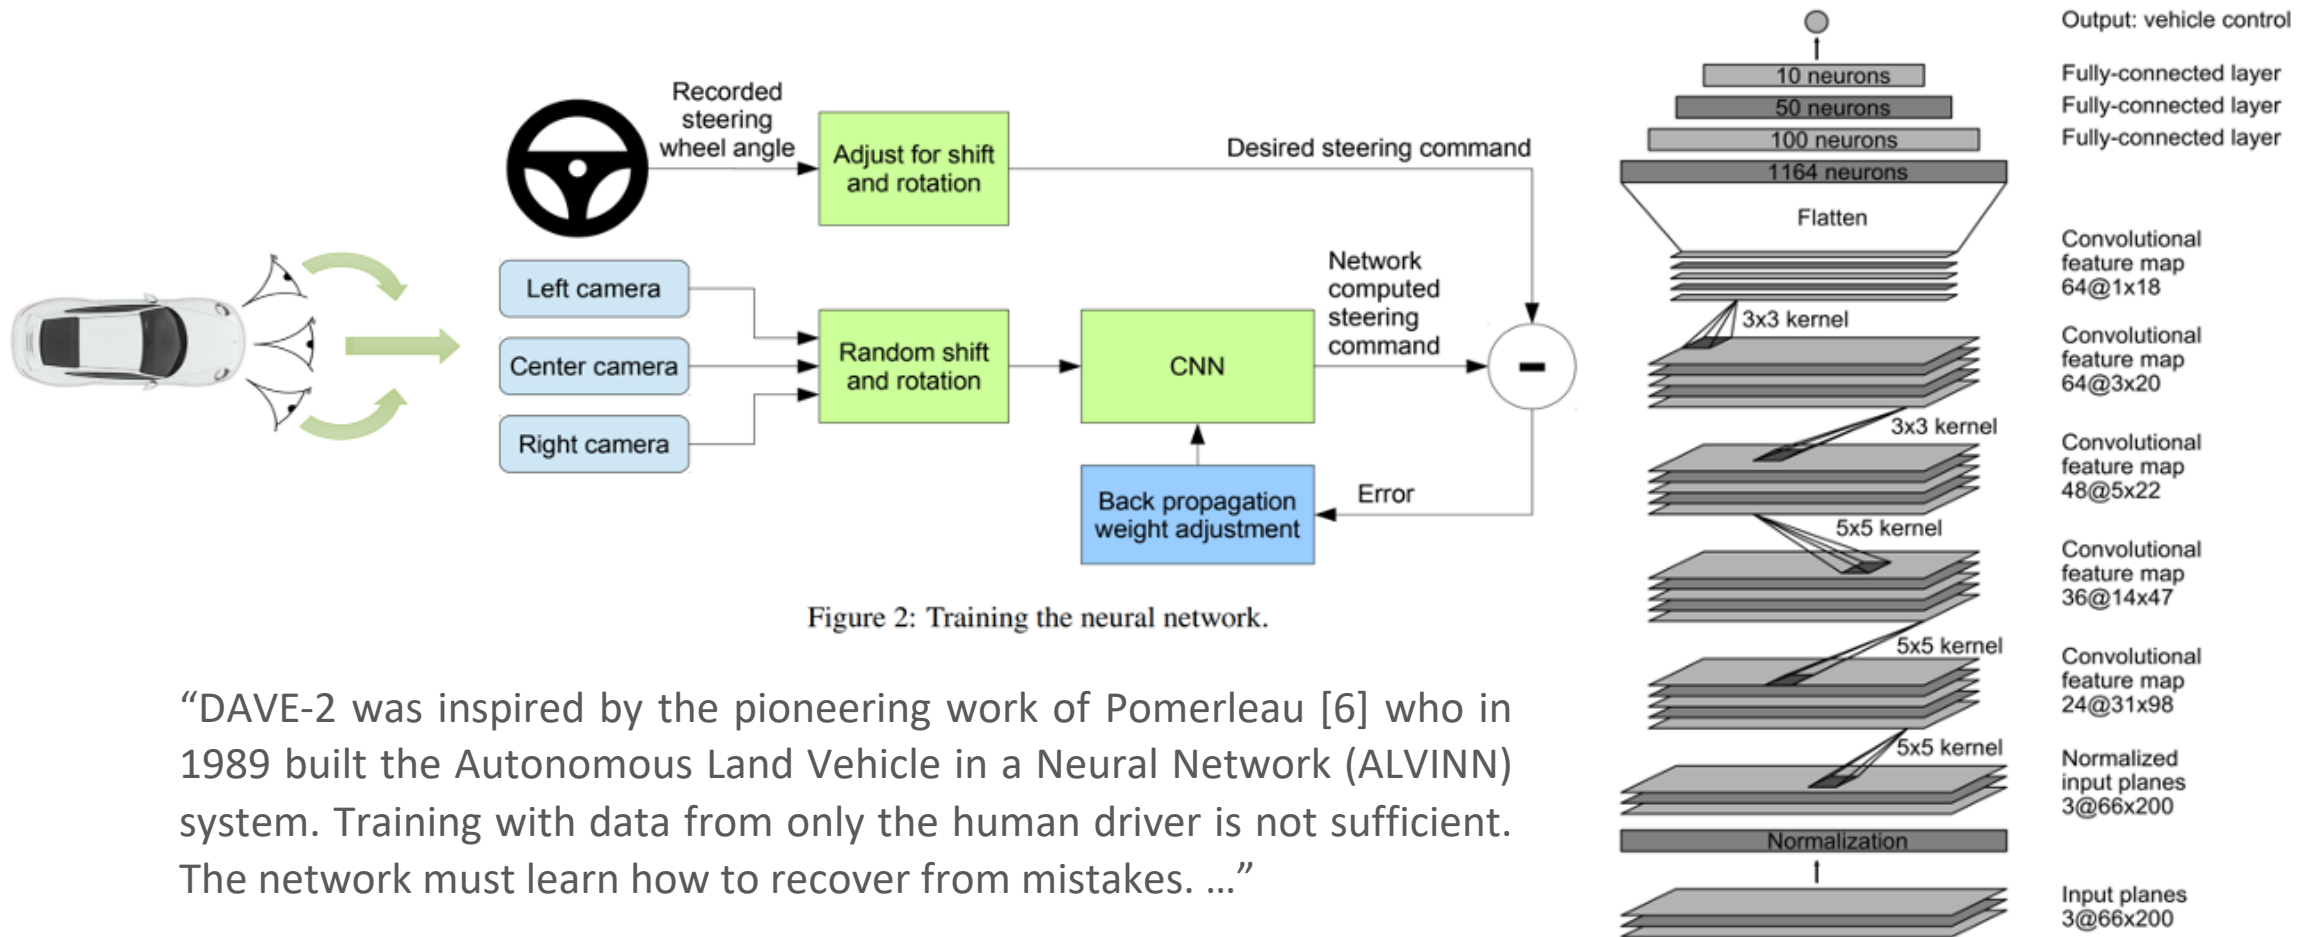 Recorded
steering
wheel angle
Adjust for shift
and rotation
Desired steering command
Left camera
Center camera
Right camera
Random shift
and rotation
CNN
Network
computed
steering
command
Back propagation
weight adjustment
Error
Figure 2: Training the neural network.
“DAVE-2 was inspired by the pioneering work of Pomerleau [6] who in
1989 built the Autonomous Land Vehicle in a Neural Network (ALVINN)
system. Training with data from only the human driver is not sufficient.
The network must learn how to recover from mistakes. ...”
Output: vehicle control
10 neurons
Fully-connected layer
50 neurons
Fully-connected layer
100 neurons
Fully-connected layer
1164 neurons
Flatten
Convolutional
feature map
64@1x18
3x3 kernel
Convolutional
feature map
64@3x20
3x3 kernel
Convolutional
feature map
48@5x22
5x5 kernel
Convolutional
feature map
36@14x47
5x5 kernel
Convolutional
feature map
24@31x98
5x5 kernel
Normalized
input planes
3@66x200
Normalization
Input planes
3@66x200